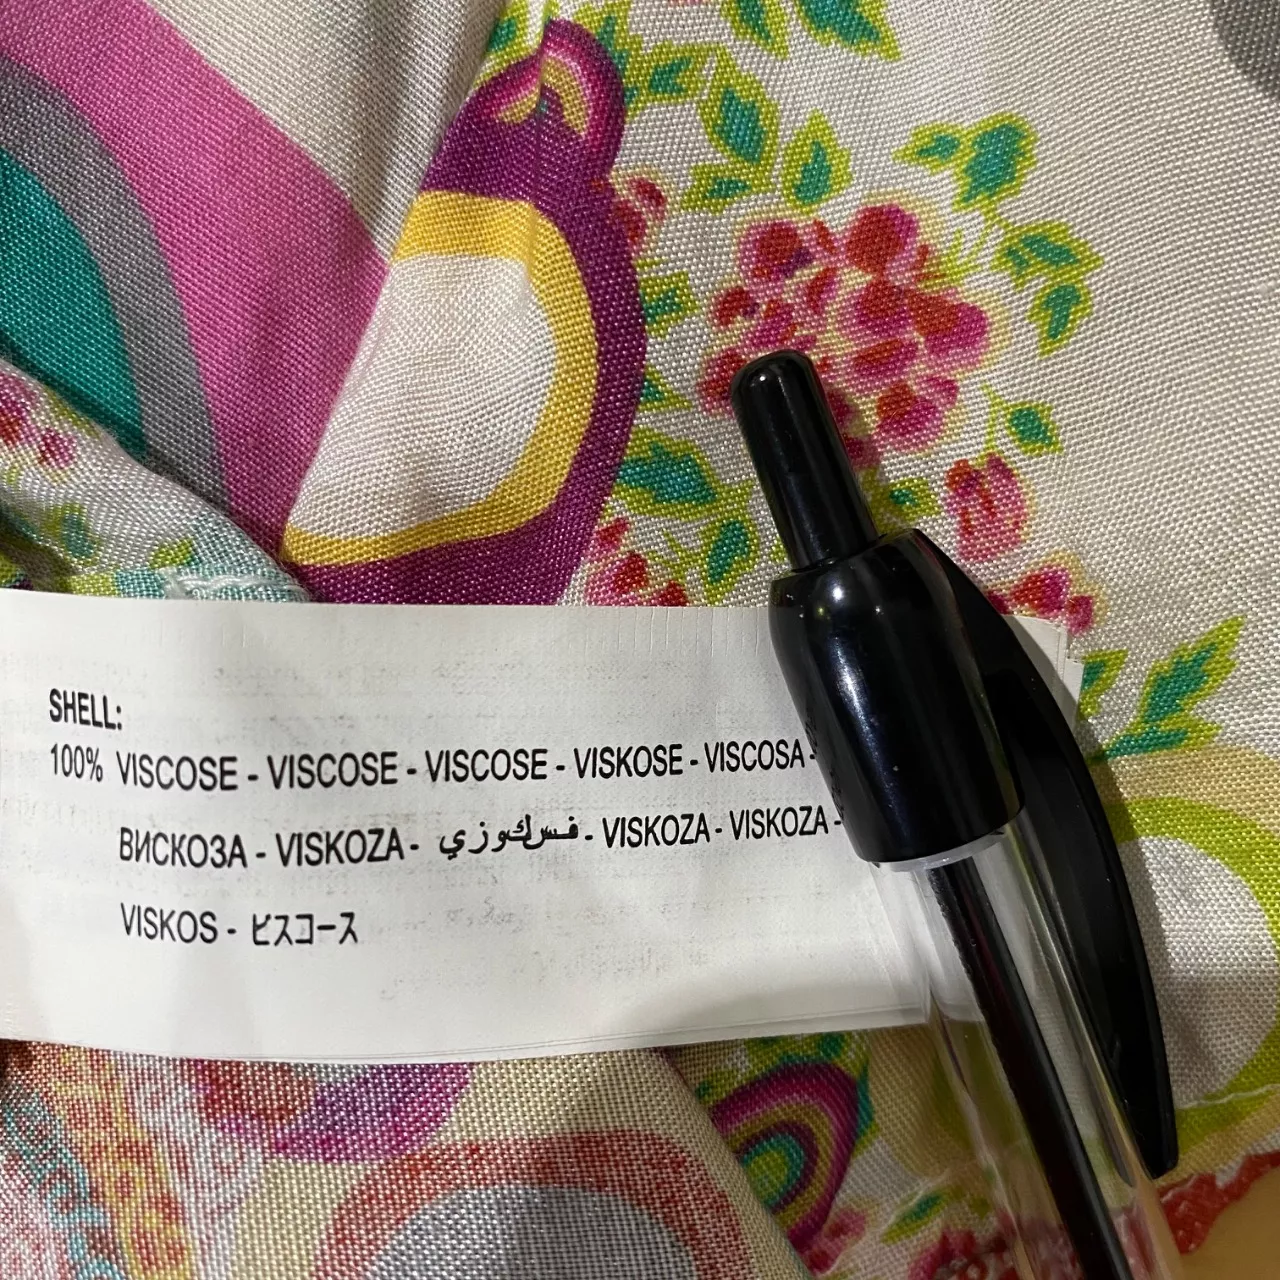 SHELL:
100% VISCOSE - VISCOSE - VISCOSE - VISKOSE - VISCOSA -
ВИСКОЗА - VISKOZA - فسكوزي - VISKOZA - VISKOZA -
VISKOS - ビスコース